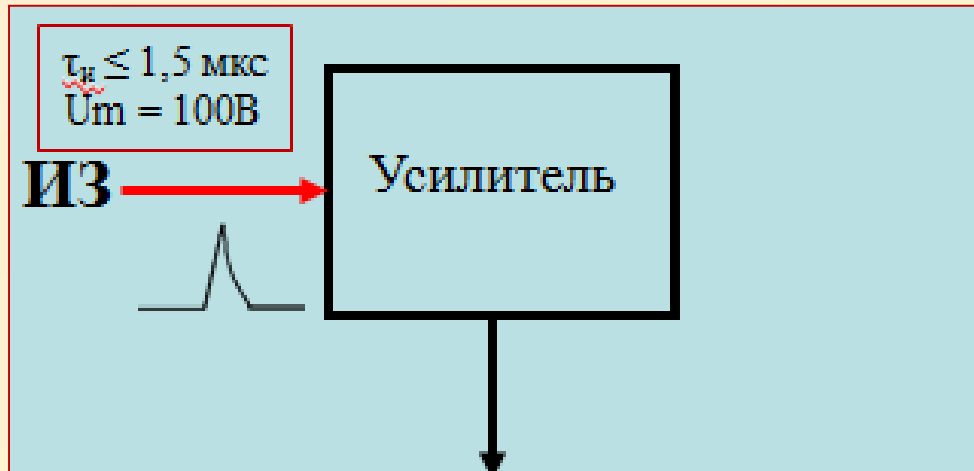 τи ≤ 1,5 мкс
Um = 100В
ИЗ
Усилитель